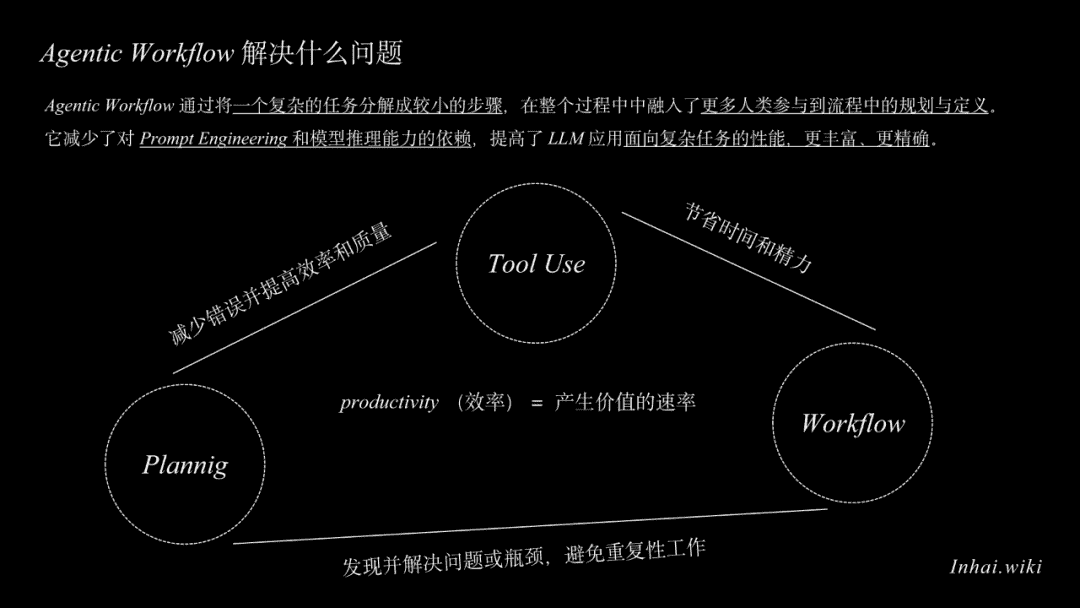 Agentic Workflow 解决什么问题
Agentic Workflow 通过将一个复杂的任务分解成较小的步骤，在整个过程中中融入了更多人类参与到流程中的规划与定义。
它减少了对 Prompt Engineering 和模型推理能力的依赖，提高了 LLM 应用面向复杂任务的性能，更丰富、更精确。
减少错误并提高效率和质量
Tool Use
节省时间和精力
productivity （效率） = 产生价值的速率
Plannig
Workflow
发现并解决问题或瓶颈，避免重复性工作
Inhai.wiki